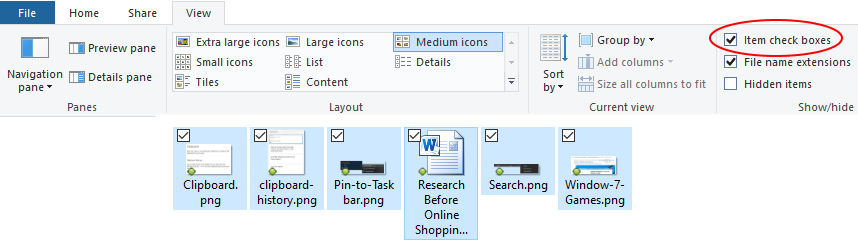 File Home Share View
Preview pane
Details pane
Navigation
pane
Panes
Extra large icons Large icons Medium icons
Small icons List Details
Tiles Content
Layout
Sort
by
Group by
Add columns
Size all columns to fit
Current view
Item check boxes
File name extensions
Hidden items
Show/hide
Clipboard.
png
clipboard-
history.png
Pin-to-Task
bar.png
W
Research
Before
Online
Shoppin...
Search.png
Window-7-
Games.png